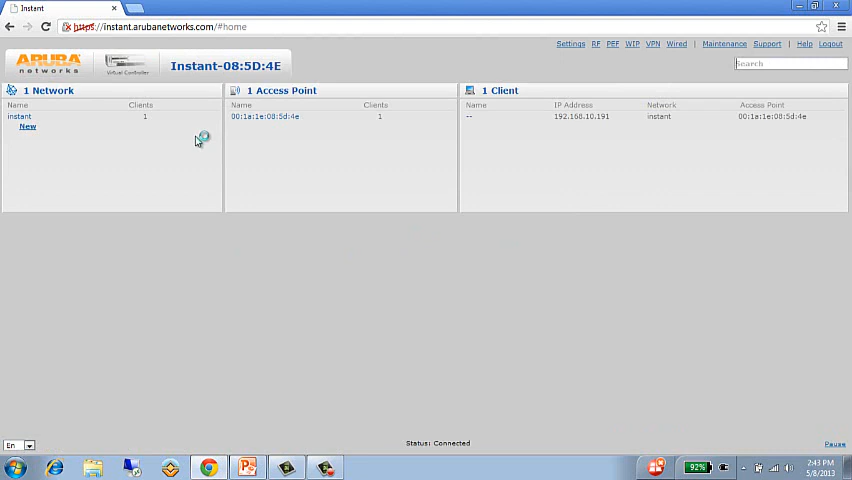 Instant
https://instant.arubanetworks.com/#home
Settings RF PEF WIP VPN Wired | Maintenance Support | Help Logout
ARUBA
networks
Virtual Controller
Instant-08:5D:4E
Search
1 Network
Name Clients
instant 1
New
1 Access Point
Name Clients
00:1a:1e:08:5d:4e 1
1 Client
Name IP Address Network Access Point
-- 192.168.10.191 instant 00:1a:1e:08:5d:4e
En
Status: Connected
Pause
92%
2:43 PM
5/8/2013